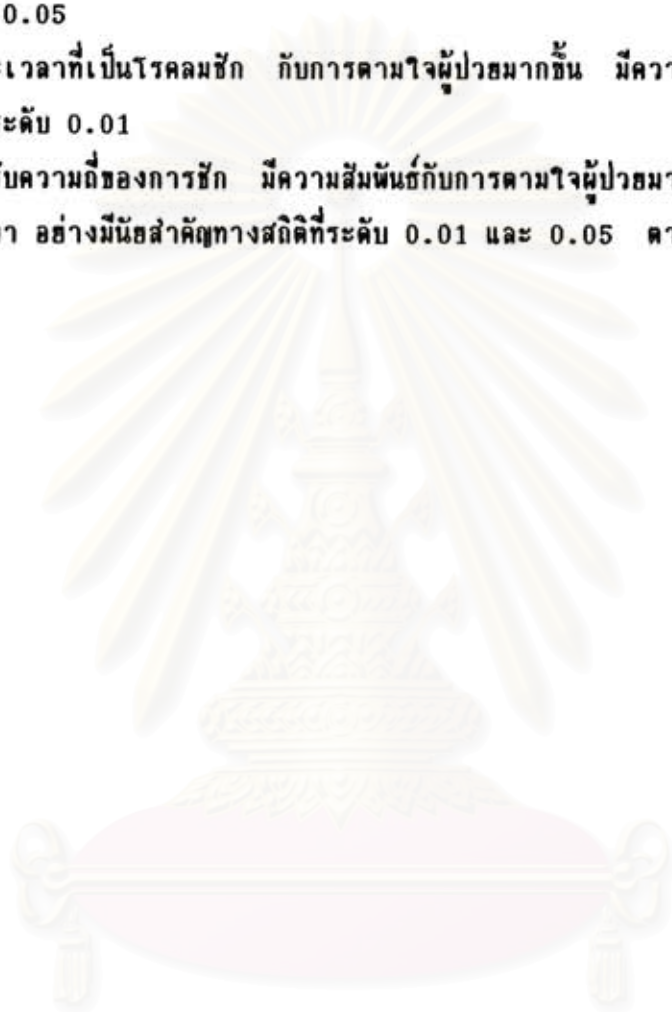 0.05
ะเวลาที่เป็นโรคลมชัก กับการตามใจผู้ป่วยมากขึ้น มีควา
ะดับ 0.01
ับความถี่ของการชัก มีความสัมพันธ์กับการตามใจผู้ป่วยมา
า อย่างมีนัยสำคัญทางสถิติที่ระดับ 0.01 และ 0.05 ตา